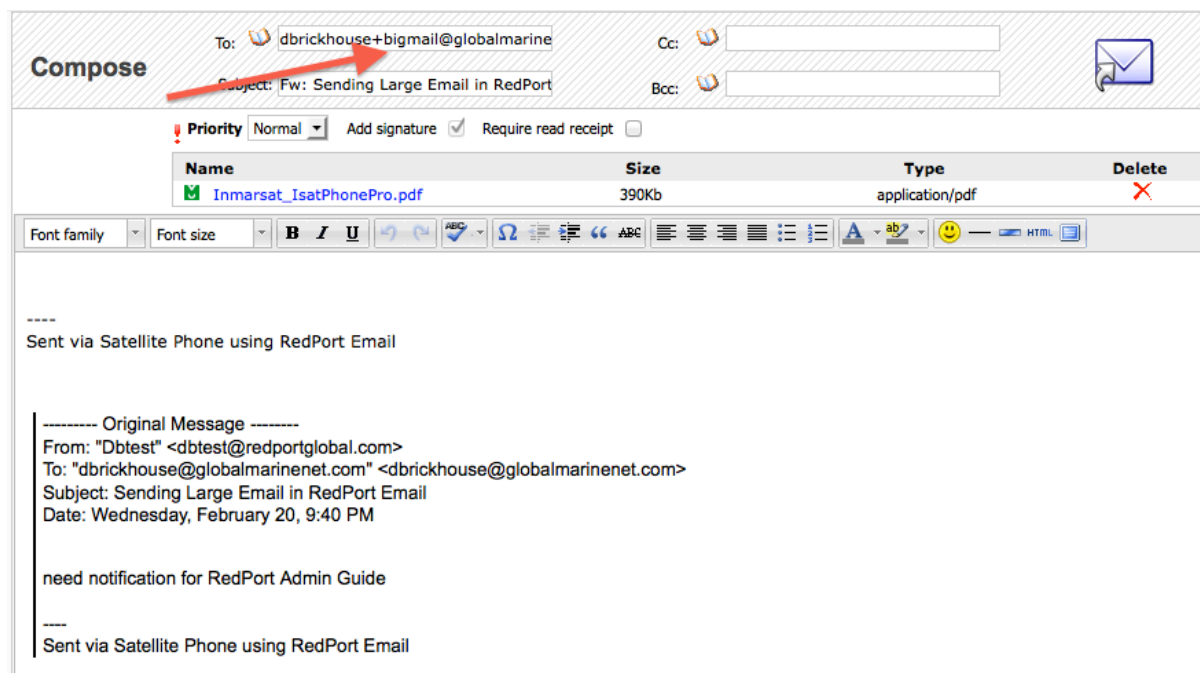 Compose
To: dbrickhouse+bigmail@globalmarine
Cc:
Subject: Fw: Sending Large Email in RedPort
Bcc:
Priority Normal Add signature Require read receipt
Name Size Type Delete
Inmarsat_IsatPhonePro.pdf 390Kb application/pdf
Font family Font size B I U ABC Ω “ ABC A ab HTML
----
Sent via Satellite Phone using RedPort Email
--------- Original Message --------
From: "Dbtest" <dbtest@redportglobal.com>
To: "dbrickhouse@globalmarinenet.com" <dbrickhouse@globalmarinenet.com>
Subject: Sending Large Email in RedPort Email
Date: Wednesday, February 20, 9:40 PM
need notification for RedPort Admin Guide
----
Sent via Satellite Phone using RedPort Email